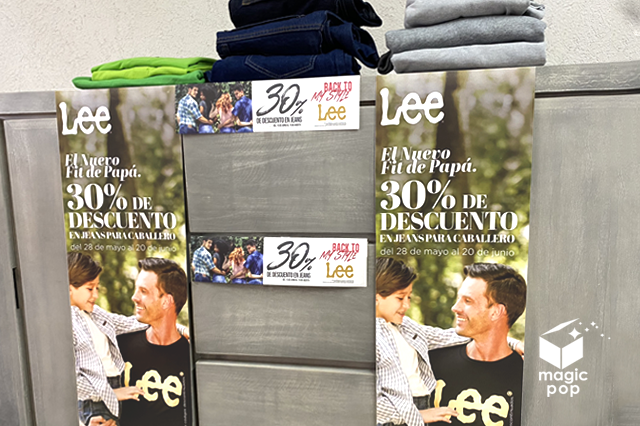 Lee
El Nuevo
Fit de Papá.
30% DE
DESCUENTO
EN JEANS PARA CABALLERO
del 28 de mayo al 20 de junio
Lee
30%
DE DESCUENTO EN JEANS
BACK TO
MY STYLE
Lee
30%
DE DESCUENTO EN JEANS
BACK TO
MY STYLE
Lee
Lee
El Nuevo
Fit de Papá.
30% DE
DESCUENTO
EN JEANS PARA CABALLERO
del 28 de mayo al 20 de junio
Lee
magic
pop